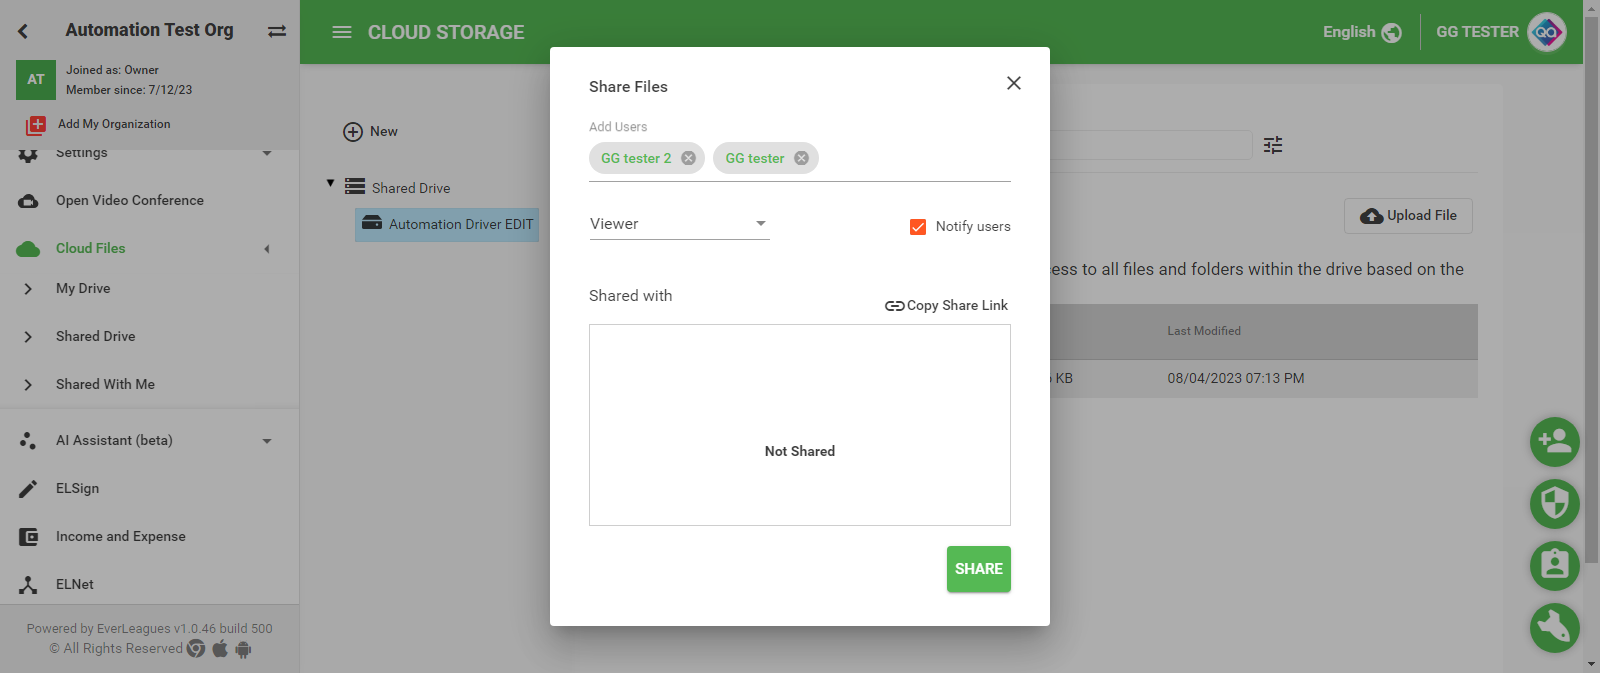 Automation Test Org
AT
Joined as: Owner
Member since: 7/12/23
Add My Organization
Settings
Open Video Conference
Cloud Files
My Drive
Shared Drive
Shared With Me
AI Assistant (beta)
ELSign
Income and Expense
ELNet
Powered by EverLeagues v1.0.46 build 500
© All Rights Reserved
CLOUD STORAGE
English
GG TESTER
QA
New
Shared Drive
Automation Driver EDIT
Upload File
to all files and folders within the drive based on the
Last Modified
KB
08/04/2023 07:13 PM
Share Files
Add Users
GG tester 2
GG tester
Viewer
Notify users
Shared with
Copy Share Link
Not Shared
SHARE